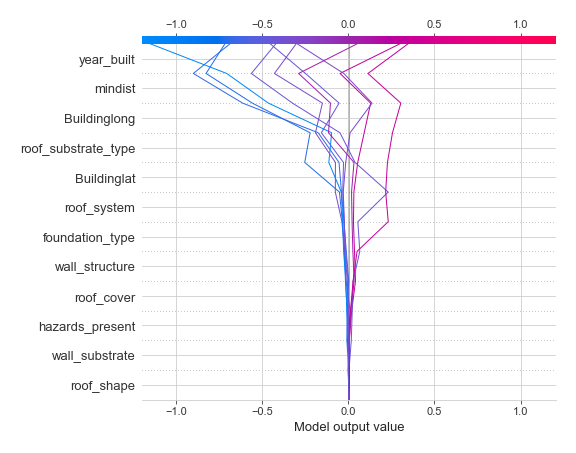 −1.0 −0.5 0.0 0.5 1.0
year_built
mindist
Buildinglong
roof_substrate_type
Buildinglat
roof_system
foundation_type
wall_structure
roof_cover
hazards_present
wall_substrate
roof_shape
−1.0 −0.5 0.0 0.5 1.0
Model output value